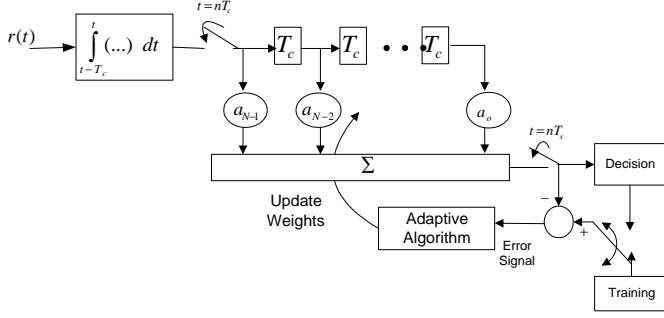 r(t)
∫_{t−T_c}^{t} (...) dt
t=nT_c
T_c
T_c
• • •
T_c
a_{N−1}
a_{N−2}
a_o
Σ
t=nT_s
Decision
−
+
Update
Weights
Adaptive
Algorithm
Error
Signal
Training